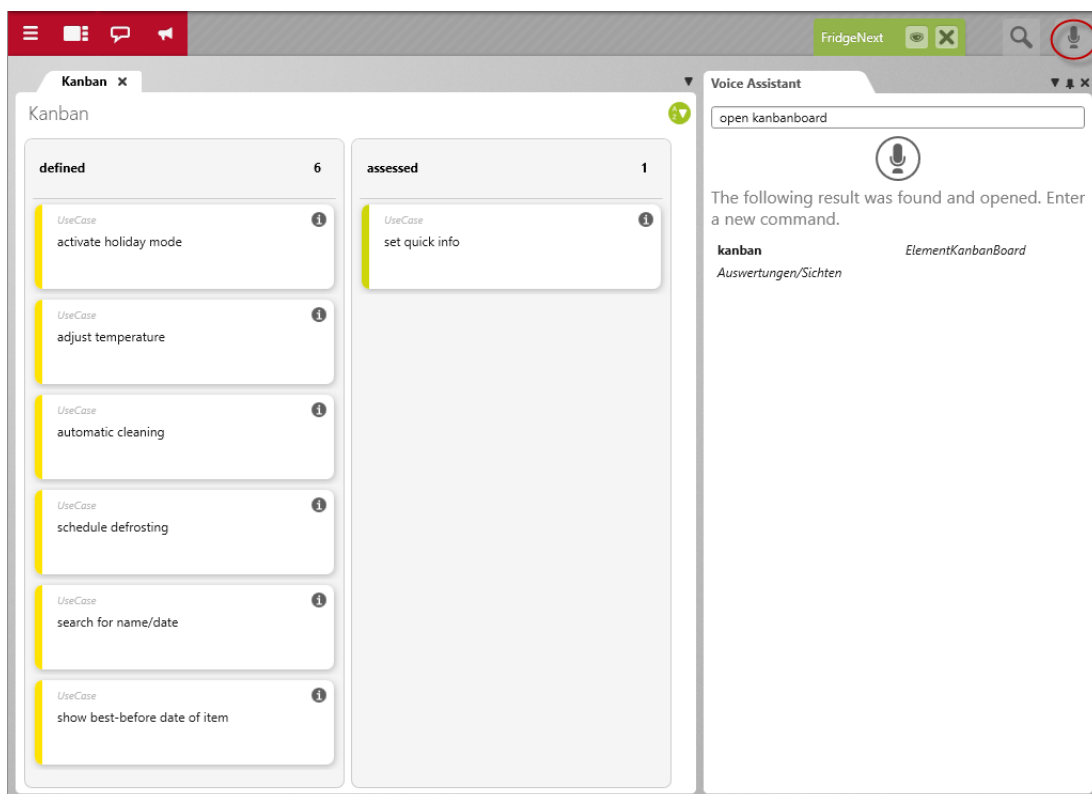 FridgeNext
Kanban
Voice Assistant
Kanban
open kanbanboard
defined 6
assessed 1
The following result was found and opened. Enter
a new command.
kanban ElementKanbanBoard
Auswertungen/Sichten
UseCase
activate holiday mode
UseCase
set quick info
UseCase
adjust temperature
UseCase
automatic cleaning
UseCase
schedule defrosting
UseCase
search for name/date
UseCase
show best-before date of item